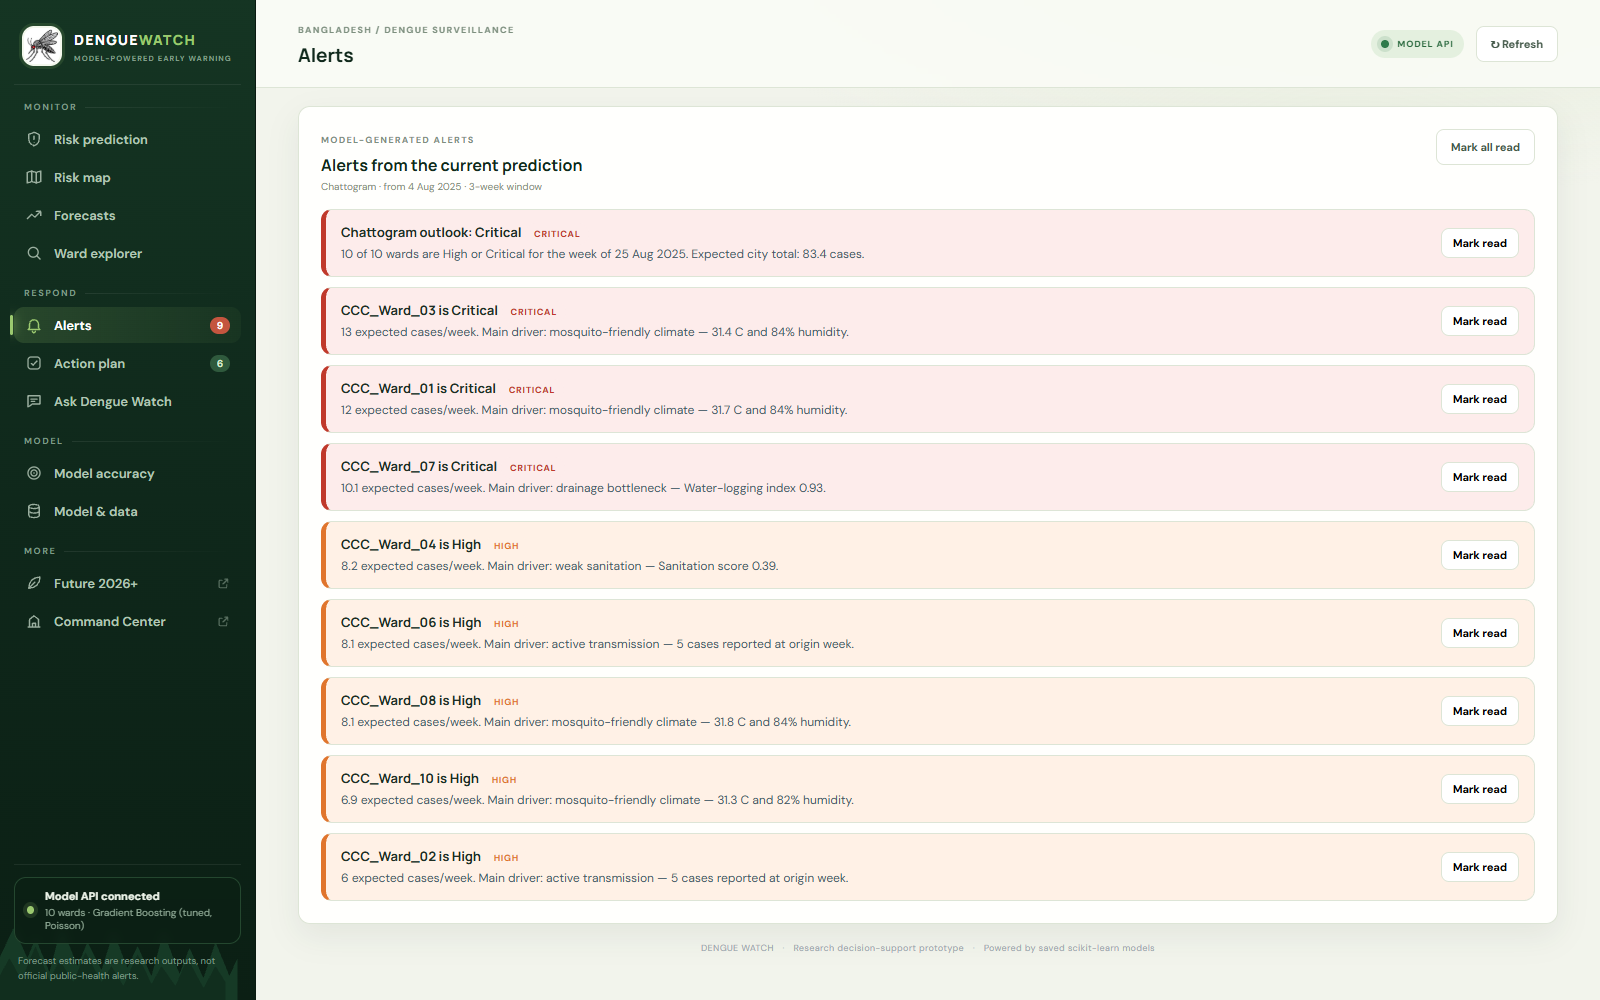 DENGUEWATCH
MODEL-POWERED EARLY WARNING
MONITOR
Risk prediction
Risk map
Forecasts
Ward explorer
RESPOND
Alerts 9
Action plan 6
Ask Dengue Watch
MODEL
Model accuracy
Model & data
MORE
Future 2026+
Command Center
Model API connected
10 wards · Gradient Boosting (tuned,
Poisson)
Forecast estimates are research outputs, not
official public-health alerts.
BANGLADESH / DENGUE SURVEILLANCE
Alerts
MODEL API
↻ Refresh
MODEL-GENERATED ALERTS
Alerts from the current prediction
Chattogram · from 4 Aug 2025 · 3-week window
Mark all read
Chattogram outlook: Critical CRITICAL
10 of 10 wards are High or Critical for the week of 25 Aug 2025. Expected city total: 83.4 cases.
Mark read
CCC_Ward_03 is Critical CRITICAL
13 expected cases/week. Main driver: mosquito-friendly climate — 31.4 C and 84% humidity.
Mark read
CCC_Ward_01 is Critical CRITICAL
12 expected cases/week. Main driver: mosquito-friendly climate — 31.7 C and 84% humidity.
Mark read
CCC_Ward_07 is Critical CRITICAL
10.1 expected cases/week. Main driver: drainage bottleneck — Water-logging index 0.93.
Mark read
CCC_Ward_04 is High HIGH
8.2 expected cases/week. Main driver: weak sanitation — Sanitation score 0.39.
Mark read
CCC_Ward_06 is High HIGH
8.1 expected cases/week. Main driver: active transmission — 5 cases reported at origin week.
Mark read
CCC_Ward_08 is High HIGH
8.1 expected cases/week. Main driver: mosquito-friendly climate — 31.8 C and 84% humidity.
Mark read
CCC_Ward_10 is High HIGH
6.9 expected cases/week. Main driver: mosquito-friendly climate — 31.3 C and 82% humidity.
Mark read
CCC_Ward_02 is High HIGH
6 expected cases/week. Main driver: active transmission — 5 cases reported at origin week.
Mark read
DENGUE WATCH · Research decision-support prototype · Powered by saved scikit-learn models